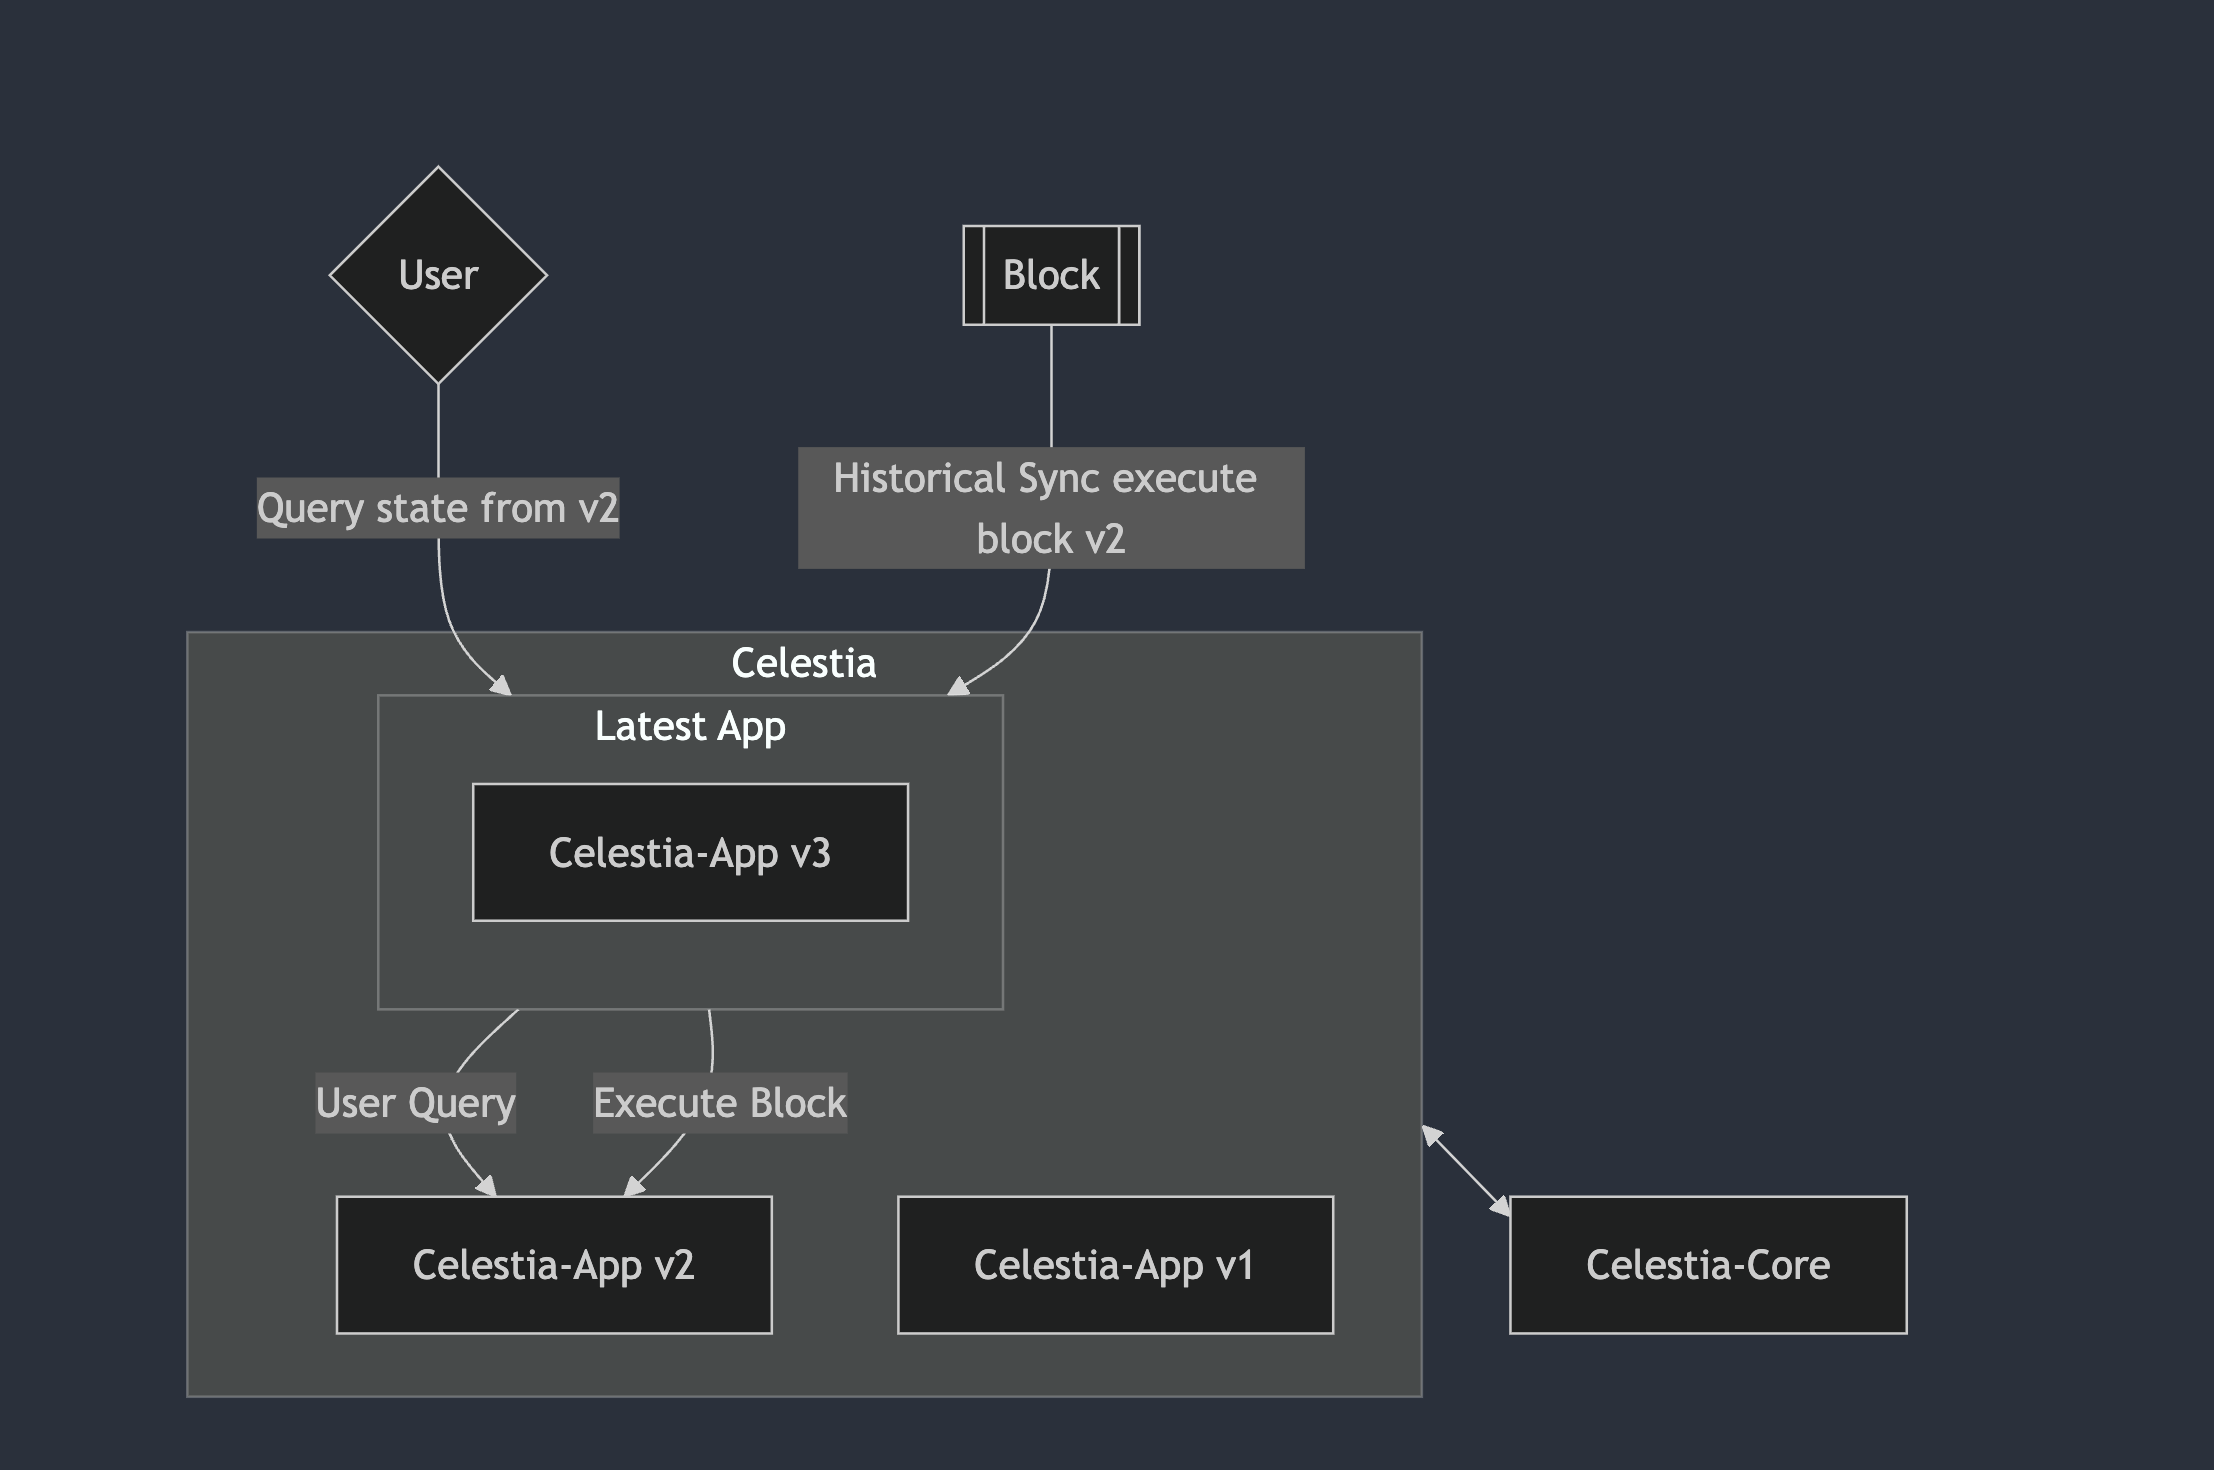 User
Block
Query state from v2
Historical Sync execute
block v2
Celestia
Latest App
Celestia-App v3
User Query
Execute Block
Celestia-App v2
Celestia-App v1
Celestia-Core